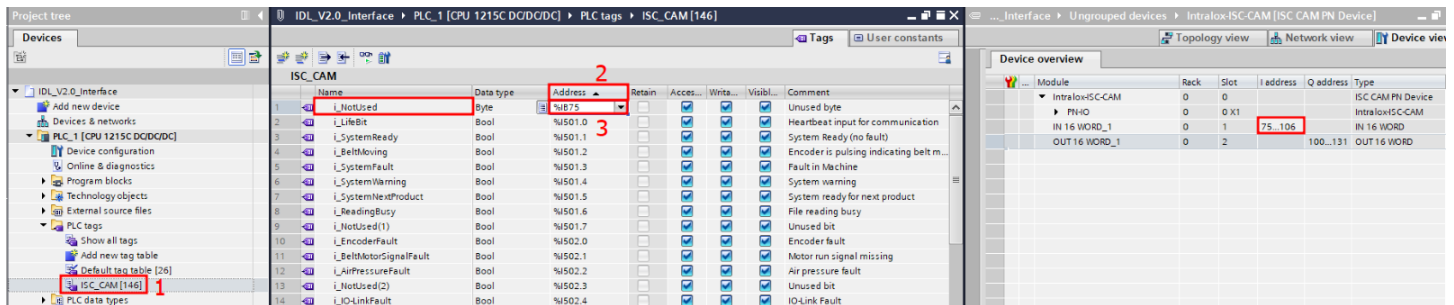 Project tree
IDL_V2.0_Interface ▸ PLC_1 [CPU 1215C DC/DC/DC] ▸ PLC tags ▸ ISC_CAM [146]
..._Interface ▸ Ungrouped devices ▸ Intralox-ISC-CAM [ISC CAM PN Device]
Devices
Tags
User constants
Topology view
Network view
Device view
Device overview
ISC_CAM
2
Name Data type Address Retain Acces... Writa... Visibl... Comment
... Module Rack Slot I address Q address Type
1 i_NotUsed Byte %IB75 Unused byte
3
2 i_LifeBit Bool %I501.0 Heartbeat input for communication
3 i_SystemReady Bool %I501.1 System Ready (no fault)
4 i_BeltMoving Bool %I501.2 Encoder is pulsing indicating belt m...
5 i_SystemFault Bool %I501.3 Fault in Machine
6 i_SystemWarning Bool %I501.4 System warning
7 i_SystemNextProduct Bool %I501.5 System ready for next product
8 i_ReadingBusy Bool %I501.6 File reading busy
9 i_NotUsed(1) Bool %I501.7 Unused bit
10 i_EncoderFault Bool %I502.0 Encoder fault
11 i_BeltMotorSignalFault Bool %I502.1 Motor run signal missing
12 i_AirPressureFault Bool %I502.2 Air pressure fault
13 i_NotUsed(2) Bool %I502.3 Unused bit
14 i_IO-LinkFault Bool %I502.4 IO-Link Fault
Intralox-ISC-CAM 0 0 ISC CAM PN Device
PN-IO 0 0 X1 Intralox-ISC-CAM
IN 16 WORD_1 0 1 75...106 IN 16 WORD
OUT 16 WORD_1 0 2 100...131 OUT 16 WORD
IDL_V2.0_Interface
Add new device
Devices & networks
PLC_1 [CPU 1215C DC/DC/DC]
Device configuration
Online & diagnostics
Program blocks
Technology objects
External source files
PLC tags
Show all tags
Add new tag table
Default tag table [26]
ISC_CAM [146] 1
PLC data types